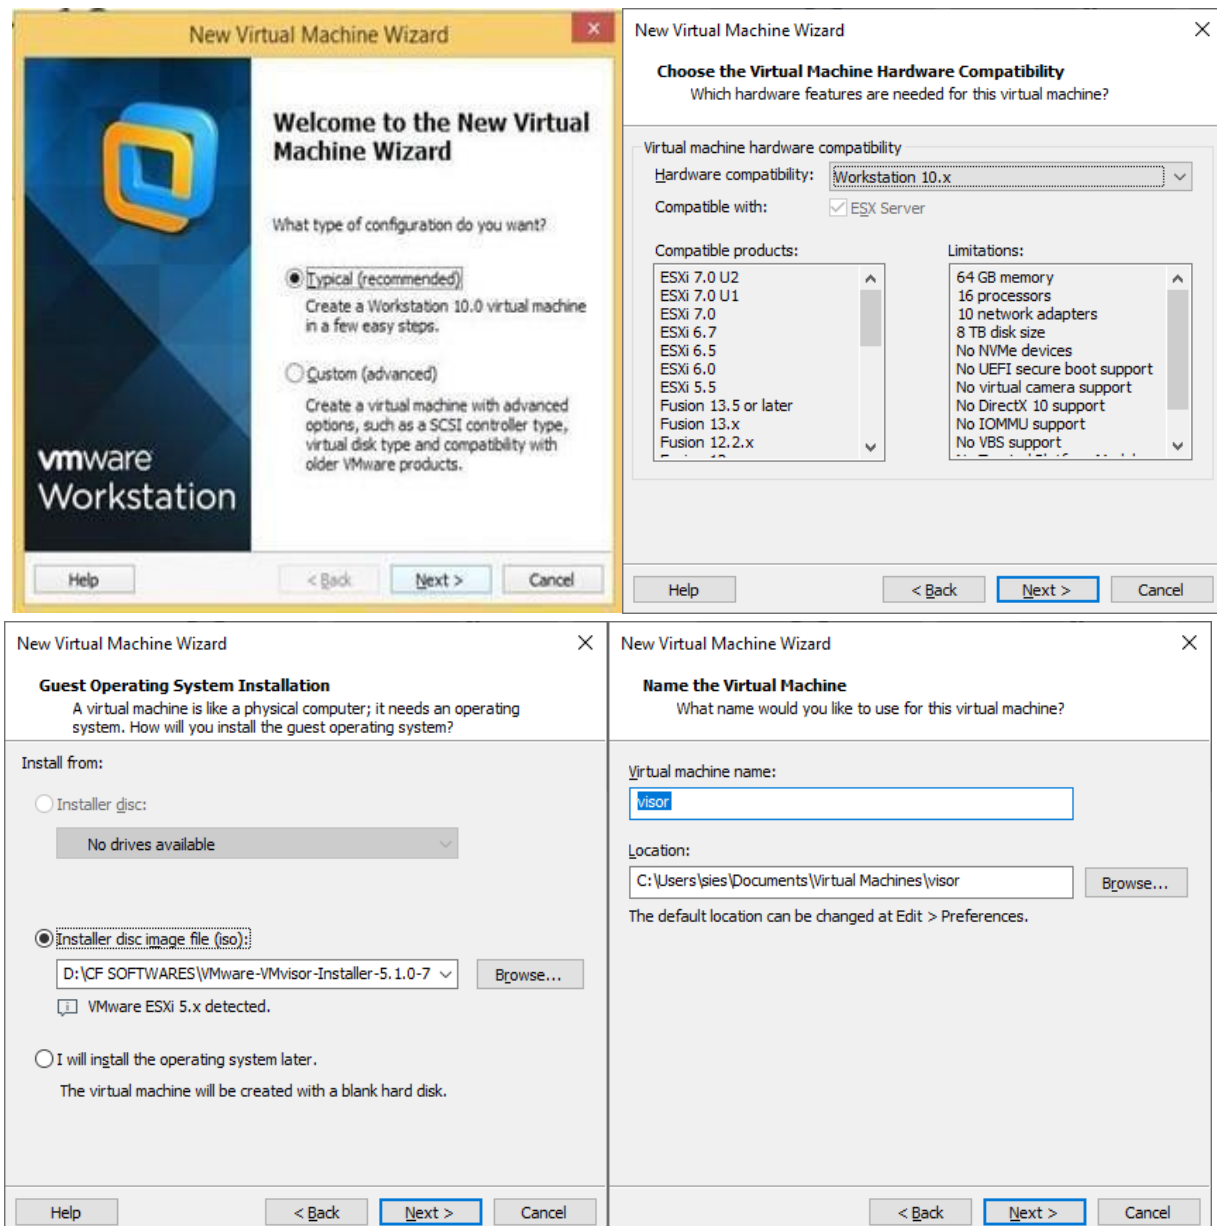 New Virtual Machine Wizard
Welcome to the New Virtual
Machine Wizard
What type of configuration do you want?
Typical (recommended)
Create a Workstation 10.0 virtual machine
in a few easy steps.
Custom (advanced)
Create a virtual machine with advanced
options, such as a SCSI controller type,
virtual disk type and compatibility with
older VMware products.
vmware
Workstation
Help
< Back
Next >
Cancel
New Virtual Machine Wizard
Choose the Virtual Machine Hardware Compatibility
Which hardware features are needed for this virtual machine?
Virtual machine hardware compatibility
Hardware compatibility:
Workstation 10.x
Compatible with:
ESX Server
Compatible products:
ESXi 7.0 U2
ESXi 7.0 U1
ESXi 7.0
ESXi 6.7
ESXi 6.5
ESXi 6.0
ESXi 5.5
Fusion 13.5 or later
Fusion 13.x
Fusion 12.2.x
Limitations:
64 GB memory
16 processors
10 network adapters
8 TB disk size
No NVMe devices
No UEFI secure boot support
No virtual camera support
No DirectX 10 support
No IOMMU support
No VBS support
Help
< Back
Next >
Cancel
New Virtual Machine Wizard
Guest Operating System Installation
A virtual machine is like a physical computer; it needs an operating
system. How will you install the guest operating system?
Install from:
Installer disc:
No drives available
Installer disc image file (iso):
D:\CF SOFTWARES\VMware-VMvisor-Installer-5.1.0-7
Browse...
VMware ESXi 5.x detected.
I will install the operating system later.
The virtual machine will be created with a blank hard disk.
Help
< Back
Next >
Cancel
New Virtual Machine Wizard
Name the Virtual Machine
What name would you like to use for this virtual machine?
Virtual machine name:
visor
Location:
C:\Users\sies\Documents\Virtual Machines\visor
Browse...
The default location can be changed at Edit > Preferences.
< Back
Next >
Cancel